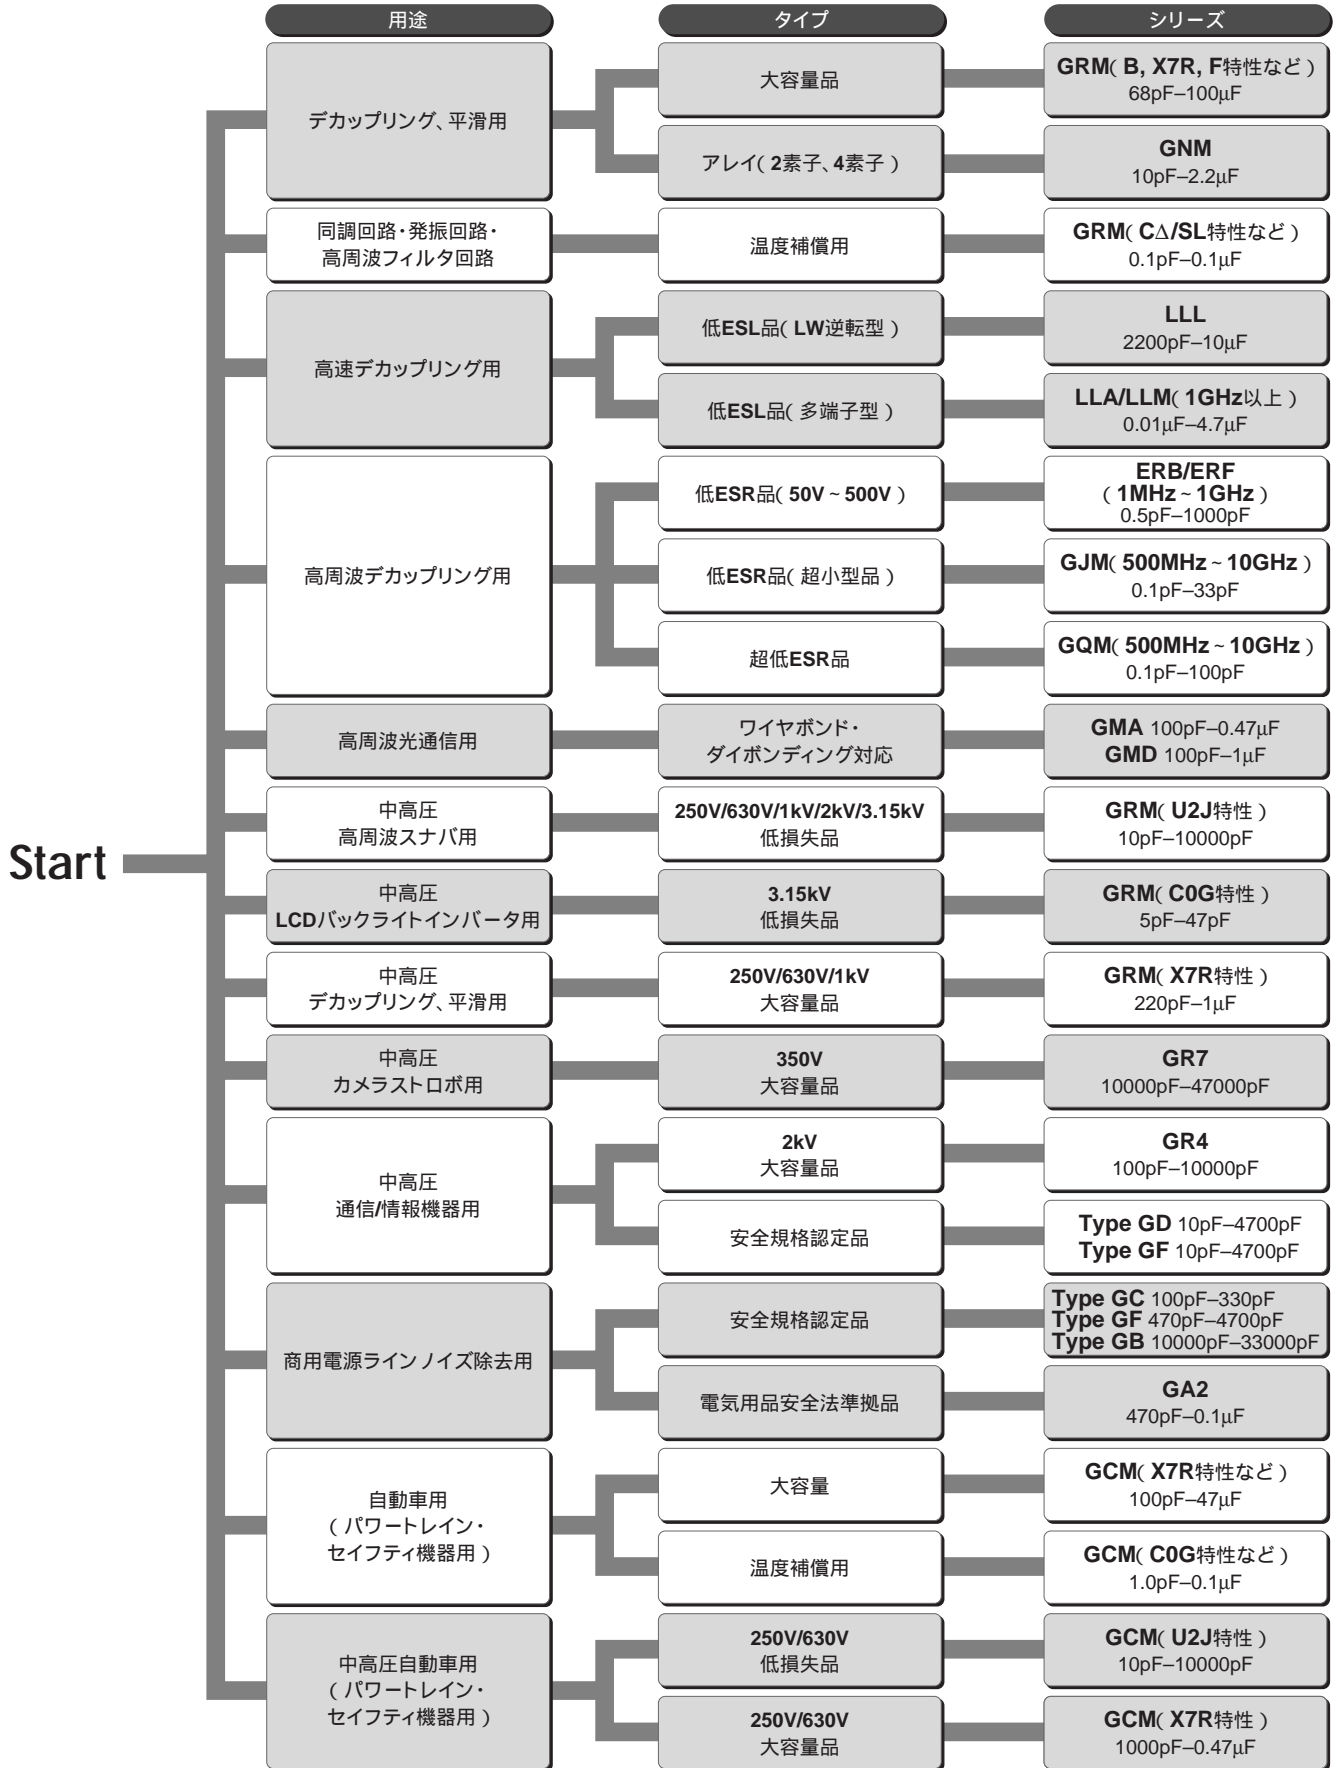 用途
タイプ
シリーズ
デカップリング、平滑用
大容量品
GRM( B, X7R, F特性など )
68pF–100μF
アレイ( 2素子、4素子 )
GNM
10pF–2.2μF
同調回路・発振回路・
高周波フィルタ回路
温度補償用
GRM( C∆/SL特性など )
0.1pF–0.1μF
高速デカップリング用
低ESL品( LW逆転型 )
LLL
2200pF–10μF
低ESL品( 多端子型 )
LLA/LLM( 1GHz以上 )
0.01μF–4.7μF
高周波デカップリング用
低ESR品( 50V ~ 500V )
ERB/ERF
( 1MHz ~ 1GHz )
0.5pF–1000pF
低ESR品( 超小型品 )
GJM( 500MHz ~ 10GHz )
0.1pF–33pF
超低ESR品
GQM( 500MHz ~ 10GHz )
0.1pF–100pF
高周波光通信用
ワイヤボンド・
ダイボンディング対応
GMA 100pF–0.47μF
GMD 100pF–1μF
Start
中高圧
高周波スナバ用
250V/630V/1kV/2kV/3.15kV
低損失品
GRM( U2J特性 )
10pF–10000pF
中高圧
LCDバックライトインバータ用
3.15kV
低損失品
GRM( C0G特性 )
5pF–47pF
中高圧
デカップリング、平滑用
250V/630V/1kV
大容量品
GRM( X7R特性 )
220pF–1μF
中高圧
カメラストロボ用
350V
大容量品
GR7
10000pF–47000pF
中高圧
通信/情報機器用
2kV
大容量品
GR4
100pF–10000pF
安全規格認定品
Type GD 10pF–4700pF
Type GF 10pF–4700pF
商用電源ラインノイズ除去用
安全規格認定品
Type GC 100pF–330pF
Type GF 470pF–4700pF
Type GB 10000pF–33000pF
電気用品安全法準拠品
GA2
470pF–0.1μF
自動車用
( パワートレイン・
セイフティ機器用 )
大容量
GCM( X7R特性など )
100pF–47μF
温度補償用
GCM( C0G特性など )
1.0pF–0.1μF
中高圧自動車用
( パワートレイン・
セイフティ機器用 )
250V/630V
低損失品
GCM( U2J特性 )
10pF–10000pF
250V/630V
大容量品
GCM( X7R特性 )
1000pF–0.47μF